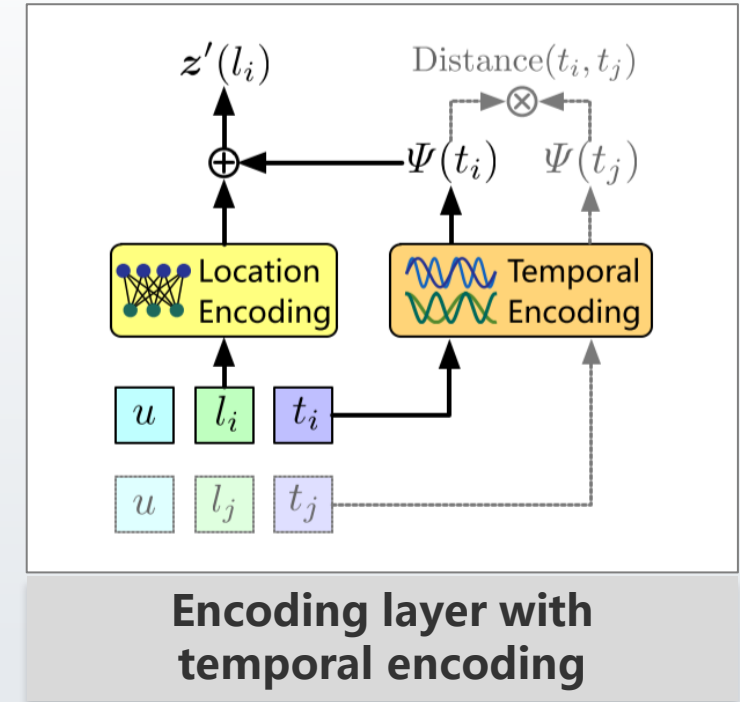 z′(lᵢ) Distance(tᵢ, tⱼ)
⊗
⊕ Ψ(tᵢ) Ψ(tⱼ)
Location
Encoding
Temporal
Encoding
u lᵢ tᵢ
u lⱼ tⱼ
Encoding layer with
temporal encoding